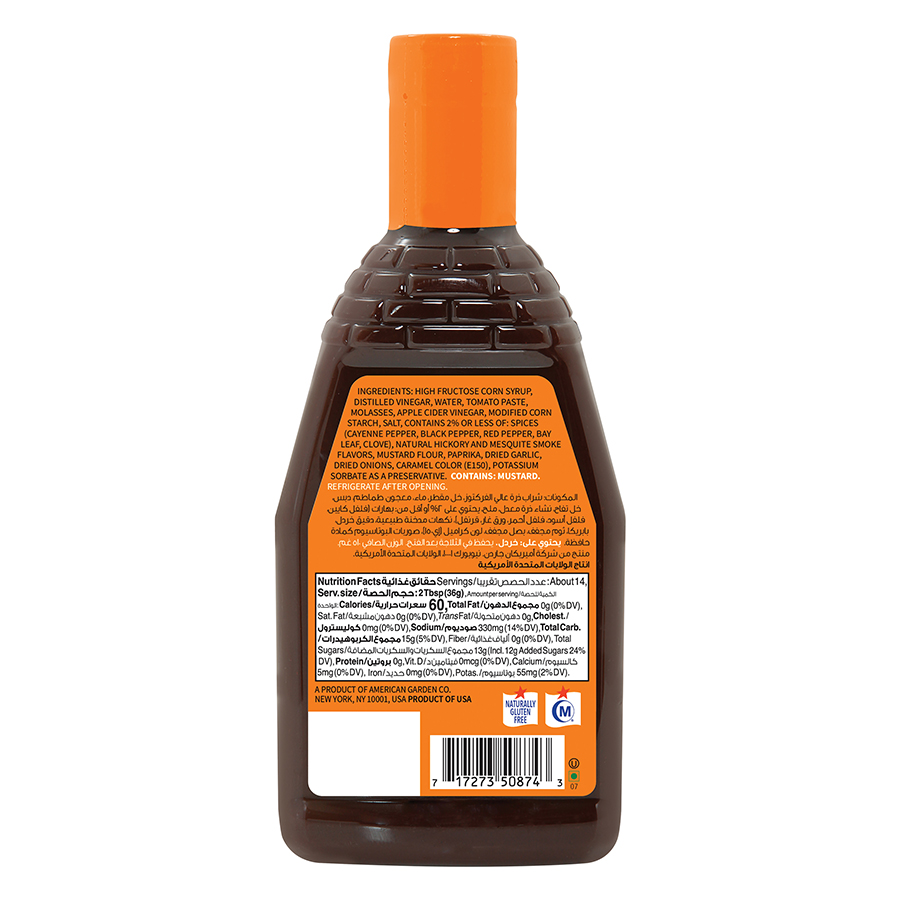 INGREDIENTS: HIGH FRUCTOSE CORN SYRUP,
DISTILLED VINEGAR, WATER, TOMATO PASTE,
MOLASSES, APPLE CIDER VINEGAR, MODIFIED CORN
STARCH, SALT, CONTAINS 2% OR LESS OF: SPICES
(CAYENNE PEPPER, BLACK PEPPER, RED PEPPER, BAY
LEAF, CLOVE), NATURAL HICKORY AND MESQUITE SMOKE
FLAVORS, MUSTARD FLOUR, PAPRIKA, DRIED GARLIC,
DRIED ONIONS, CARAMEL COLOR (E150), POTASSIUM
SORBATE AS A PRESERVATIVE. CONTAINS: MUSTARD.
REFRIGERATE AFTER OPENING.
المكونات: شراب ذرة عالي الفركتوز، خل مقطر، ماء، معجون طماطم، دبس،
خل تفاح، نشاء ذرة معدل، ملح، يحتوي على ٢% أو أقل من: بهارات (فلفل كايين،
فلفل أسود، فلفل أحمر، ورق غار، قرنفل)، نكهات مدخنة طبيعية، دقيق خردل،
بابريكا، ثوم مجفف، بصل مجفف، لون كراميل (إي١٥٠)، صوربات البوتاسيوم كمادة
حافظة. يحتوي على: خردل. يحفظ في الثلاجة بعد الفتح. الوزن الصافي ٥١٠ غم.
منتج من شركة أميريكان جاردن، نيويورك ١٠٠٠١، الولايات المتحدة الأمريكية.
انتاج الولايات المتحدة الأمريكية
Nutrition Facts حقائق غذائية Servings/عدد الحصص تقريبا: About 14,
Serv. size/حجم الحصة: 2 Tbsp (36g), Amount per serving/الكمية لحصة
الواحدة: Calories/سعرات حرارية 60, Total Fat/مجموع الدهون 0g (0% DV),
Sat. Fat/دهون مشبعة 0g (0% DV), Trans Fat/دهون متحولة 0g, Cholest./
كوليسترول 0mg (0% DV), Sodium/صوديوم 330mg (14% DV), Total Carb.
/مجموع الكربوهيدرات 15g (5% DV), Fiber/ألياف غذائية 0g (0% DV), Total
Sugars/مجموع السكريات والسكريات المضافة 13g (Incl. 12g Added Sugars 24%
DV), Protein/بروتين 0g, Vit. D/فيتامين د 0mcg (0% DV), Calcium/كالسيوم
5mg (0% DV), Iron/حديد 0mg (0% DV), Potas./بوتاسيوم 55mg (2% DV).
A PRODUCT OF AMERICAN GARDEN CO.
NEW YORK, NY 10001, USA PRODUCT OF USA
NATURALLY
GLUTEN
FREE
M
U
07
7 17273 50874 3